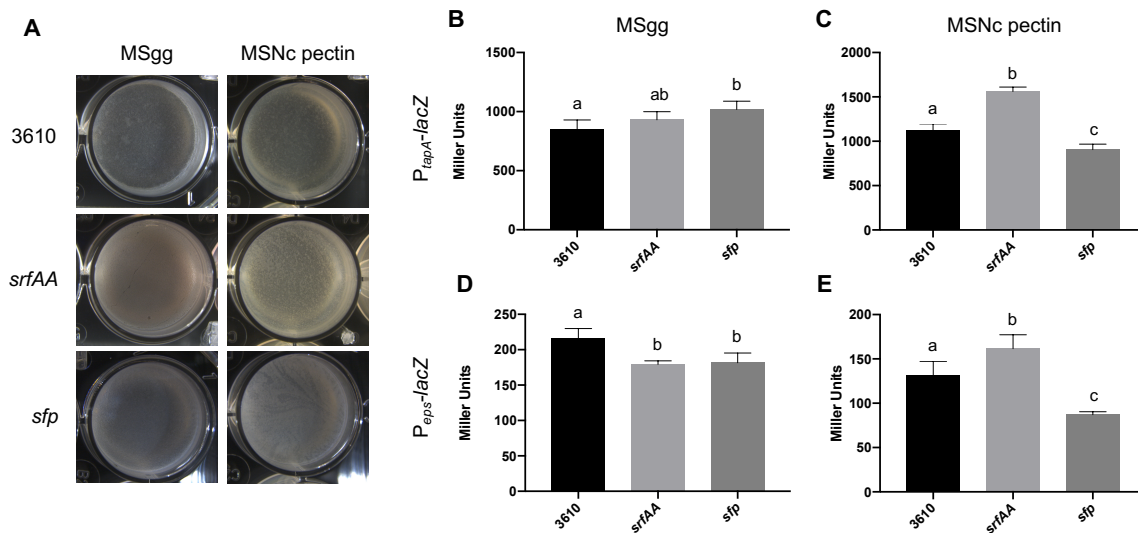 A
MSgg
MSNc pectin
3610
srfAA
sfp
B
MSgg
P_tapA-lacZ
Miller Units
1500
1000
500
0
a
ab
b
3610
srfAA
sfp
C
MSNc pectin
Miller Units
2000
1500
1000
500
0
a
b
c
3610
srfAA
sfp
D
P_eps-lacZ
Miller Units
250
200
150
100
50
0
a
b
b
3610
srfAA
sfp
E
Miller Units
200
150
100
50
0
a
b
c
3610
srfAA
sfp